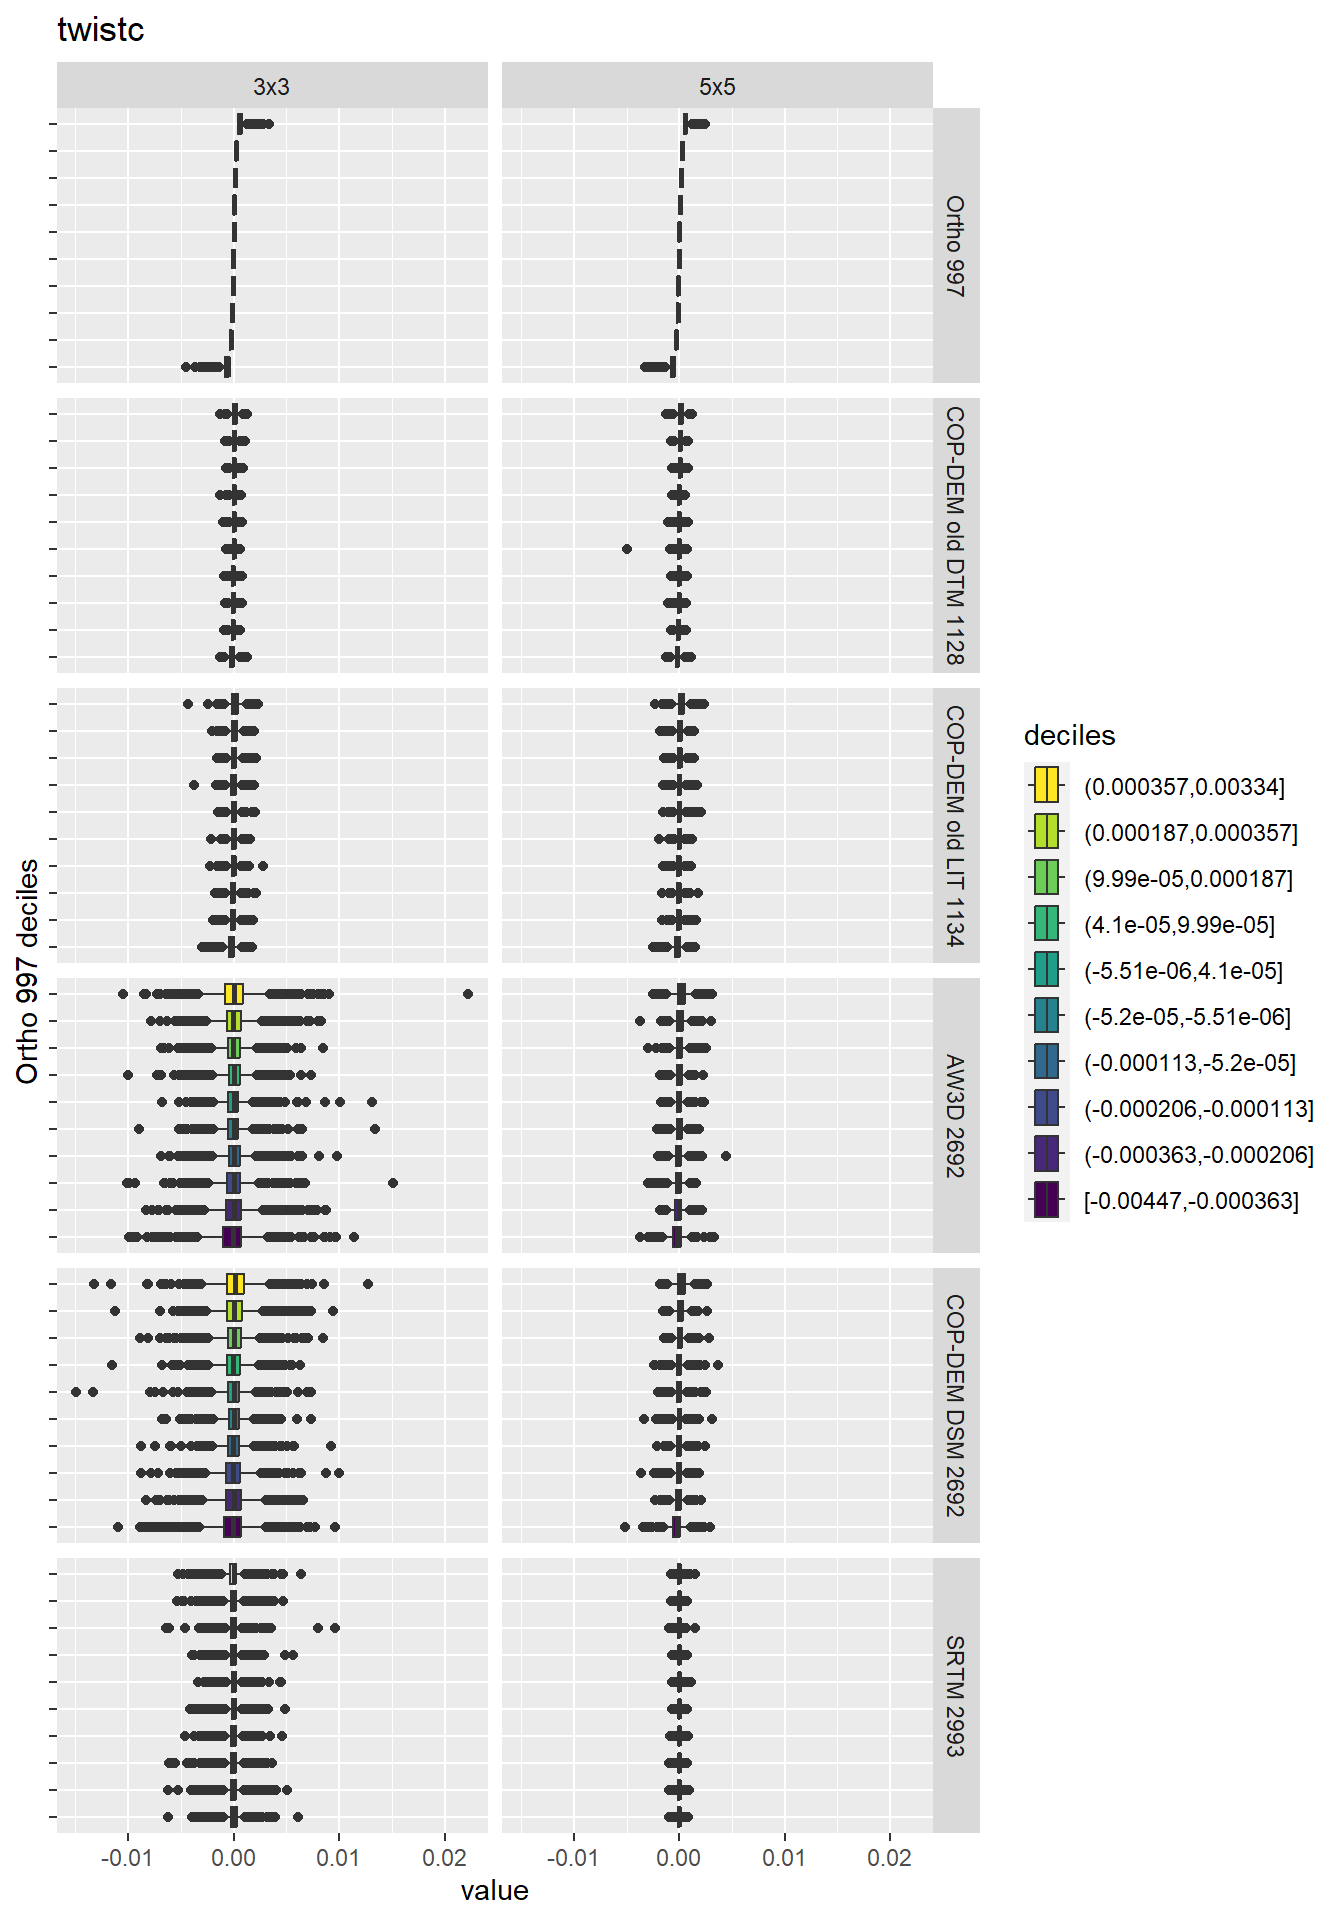 twistc
3x3
5x5
Ortho 997
COP-DEM old DTM 1128
COP-DEM old LIT 1134
AW3D 2692
COP-DEM DSM 2692
SRTM 2993
Ortho 997 deciles
-0.01 0.00 0.01 0.02
-0.01 0.00 0.01 0.02
value
deciles
(0.000357,0.00334]
(0.000187,0.000357]
(9.99e-05,0.000187]
(4.1e-05,9.99e-05]
(-5.51e-06,4.1e-05]
(-5.2e-05,-5.51e-06]
(-0.000113,-5.2e-05]
(-0.000206,-0.000113]
(-0.000363,-0.000206]
[-0.00447,-0.000363]